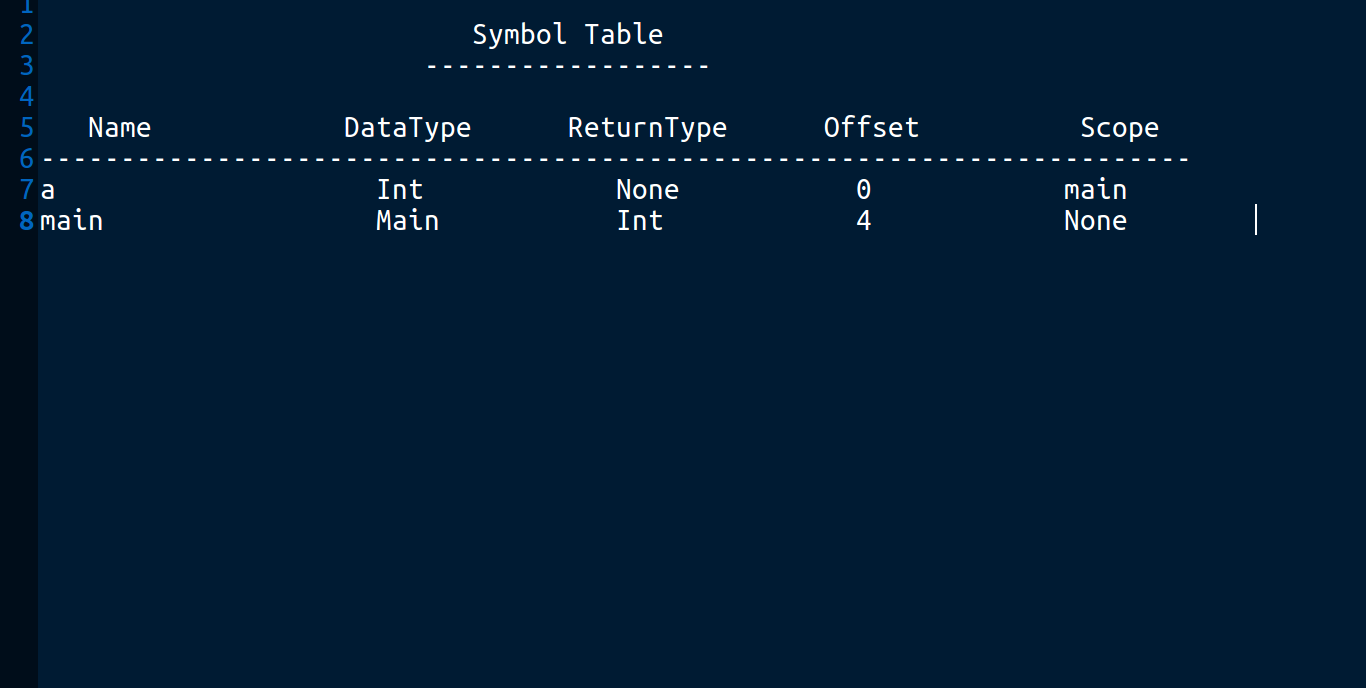 1
2 Symbol Table
3 ------------------
4
5 Name DataType ReturnType Offset Scope
6 ------------------------------------------------------------------------
7 a Int None 0 main
8 main Main Int 4 None